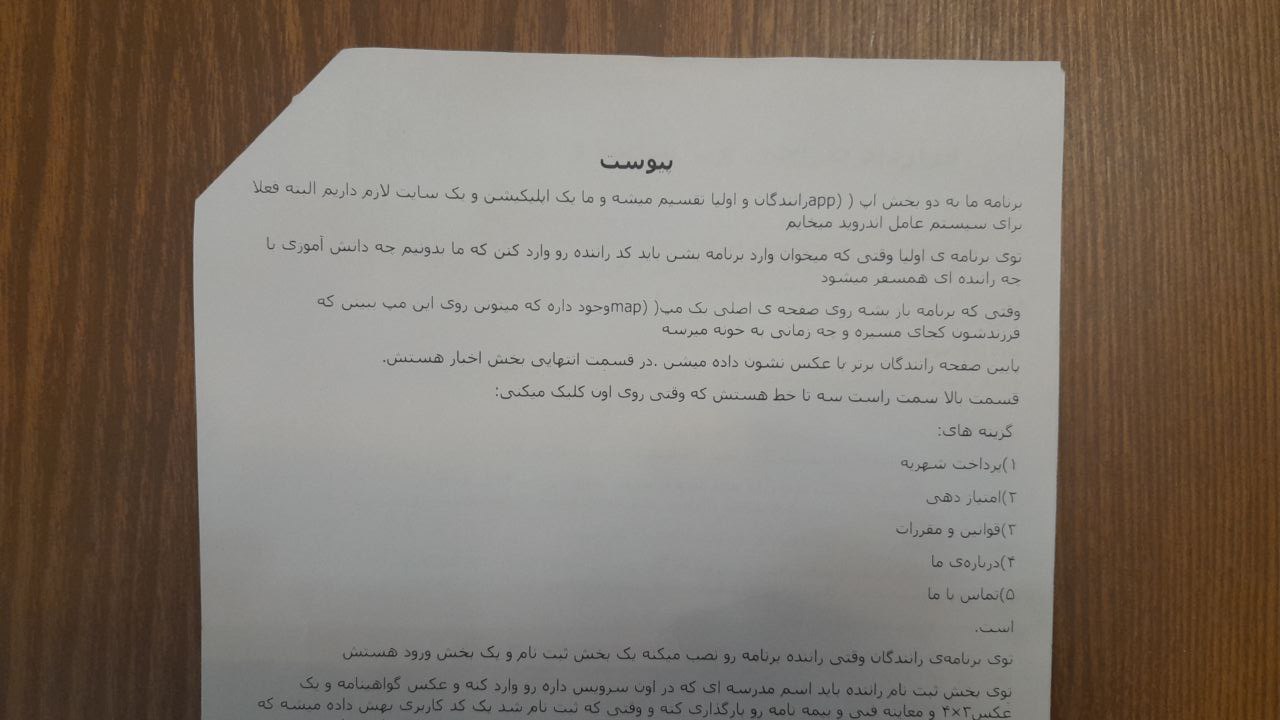 پیوست
برنامه ما به دو بخش اپ ( (appرانندگان و اولیا تقسیم میشه و ما یک اپلیکیشن و یک سایت لازم داریم البته فعلا
برای سیستم عامل اندروید میخایم
توی برنامه ی اولیا وقتی که میخوان وارد برنامه بشن باید کد راننده رو وارد کنن که ما بدونیم چه دانش آموزی با
چه راننده ای همسفر میشود
وقتی که برنامه باز بشه روی صفحه ی اصلی یک مپ( (mapوجود داره که میتونن روی این مپ ببینن که
فرزندشون کجای مسیره و چه زمانی به خونه میرسه
پایین صفحه رانندگان برتر با عکس نشون داده میشن .در قسمت انتهایی بخش اخبار هستش.
قسمت بالا سمت راست سه تا خط هستش که وقتی روی اون کلیک میکنی:
گزینه های:
۱)پرداخت شهریه
۲)امتیاز دهی
۳)قوانین و مقررات
۴)درباره‌ی ما
۵)تماس با ما
است.
توی برنامه‌ی رانندگان وقتی راننده برنامه رو نصب میکنه یک بخش ثبت نام و یک بخش ورود هستش
توی بخش ثبت نام راننده باید اسم مدرسه ای که در اون سرویس داره رو وارد کنه و عکس گواهینامه و یک
عکس۳×۴ و معاینه فنی و بیمه نامه رو بارگذاری کنه و وقتی که ثبت نام شد یک کد کاربری بهش داده میشه که